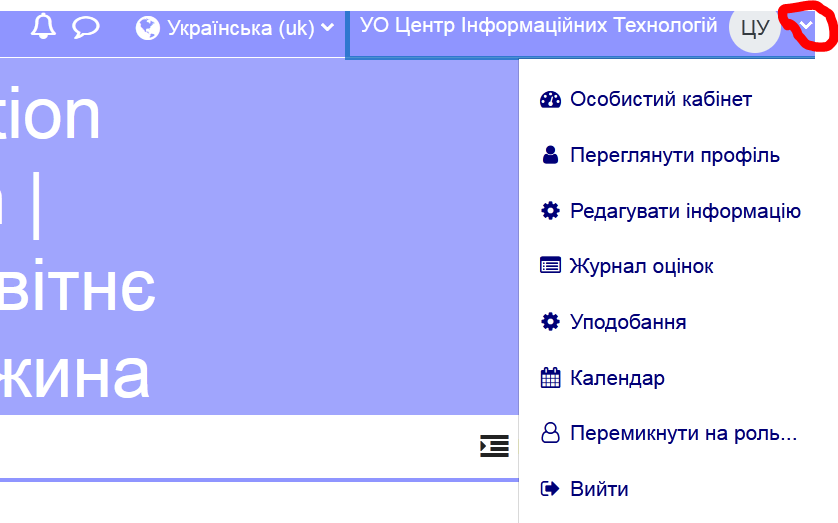 Українська (uk)
УО Центр Інформаційних Технологій
ЦУ
tion
|
вітнє
жина
Особистий кабінет
Переглянути профіль
Редагувати інформацію
Журнал оцінок
Уподобання
Календар
Перемикнути на роль...
Вийти